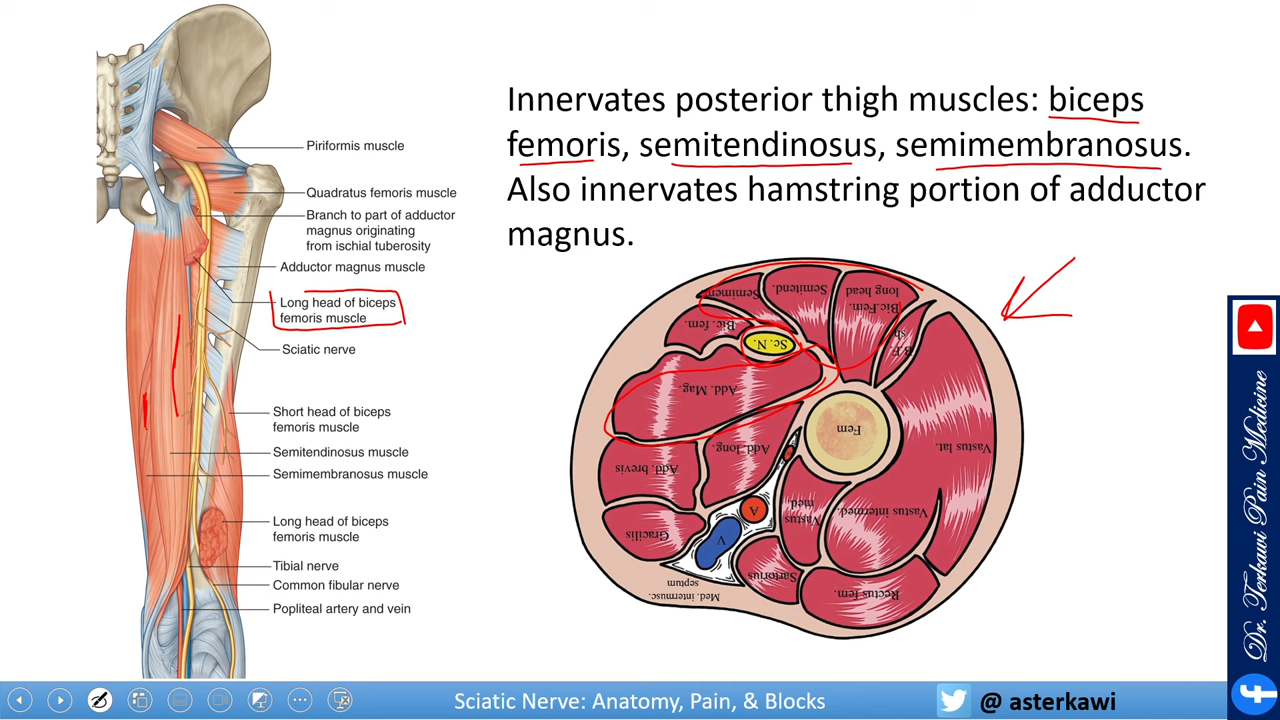 Innervates posterior thigh muscles: biceps
femoris, semitendinosus, semimembranosus.
Also innervates hamstring portion of adductor
magnus.
Piriformis muscle
Quadratus femoris muscle
Branch to part of adductor
magnus originating
from ischial tuberosity
Adductor magnus muscle
Long head of biceps
femoris muscle
Sciatic nerve
Short head of biceps
femoris muscle
Semitendinosus muscle
Semimembranosus muscle
Long head of biceps
femoris muscle
Tibial nerve
Common fibular nerve
Popliteal artery and vein
Semimem.
Semitend.
Bic.Fem.
long head
B.F.
sh
Bic. fem.
Sc. N.
Add. Mag.
Fem
Vastus lat.
Add. long.
Add. brevis
Vastus
med
Vastus intermed.
A
V
Gracilis
Sartorius
Rectus fem.
Med. intermusc.
septum
Dr. Terkawi Pain Medicine
Sciatic Nerve: Anatomy, Pain, & Blocks
@ asterkawi